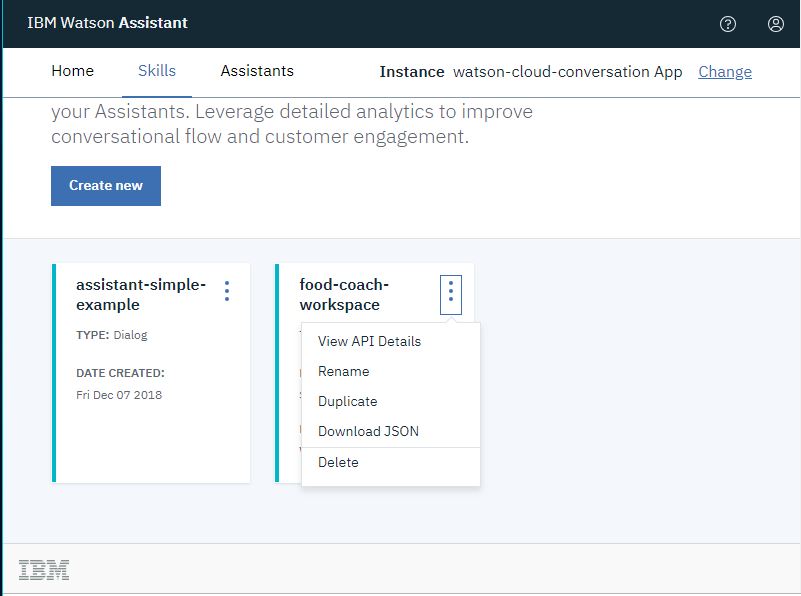 IBM Watson Assistant
Home Skills Assistants Instance watson-cloud-conversation App Change
your Assistants. Leverage detailed analytics to improve
conversational flow and customer engagement.
Create new
assistant-simple-
example
TYPE: Dialog
DATE CREATED:
Fri Dec 07 2018
food-coach-
workspace
View API Details
Rename
Duplicate
Download JSON
Delete
IBM